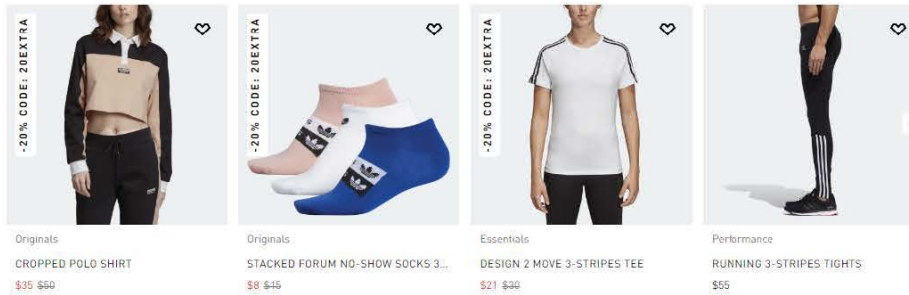 -20% CODE: 20EXTRA
-20% CODE: 20EXTRA
-20% CODE: 20EXTRA
Originals
CROPPED POLO SHIRT
$35 $50
Originals
STACKED FORUM NO-SHOW SOCKS 3...
$8 $15
Essentials
DESIGN 2 MOVE 3-STRIPES TEE
$21 $30
Performance
RUNNING 3-STRIPES TIGHTS
$55